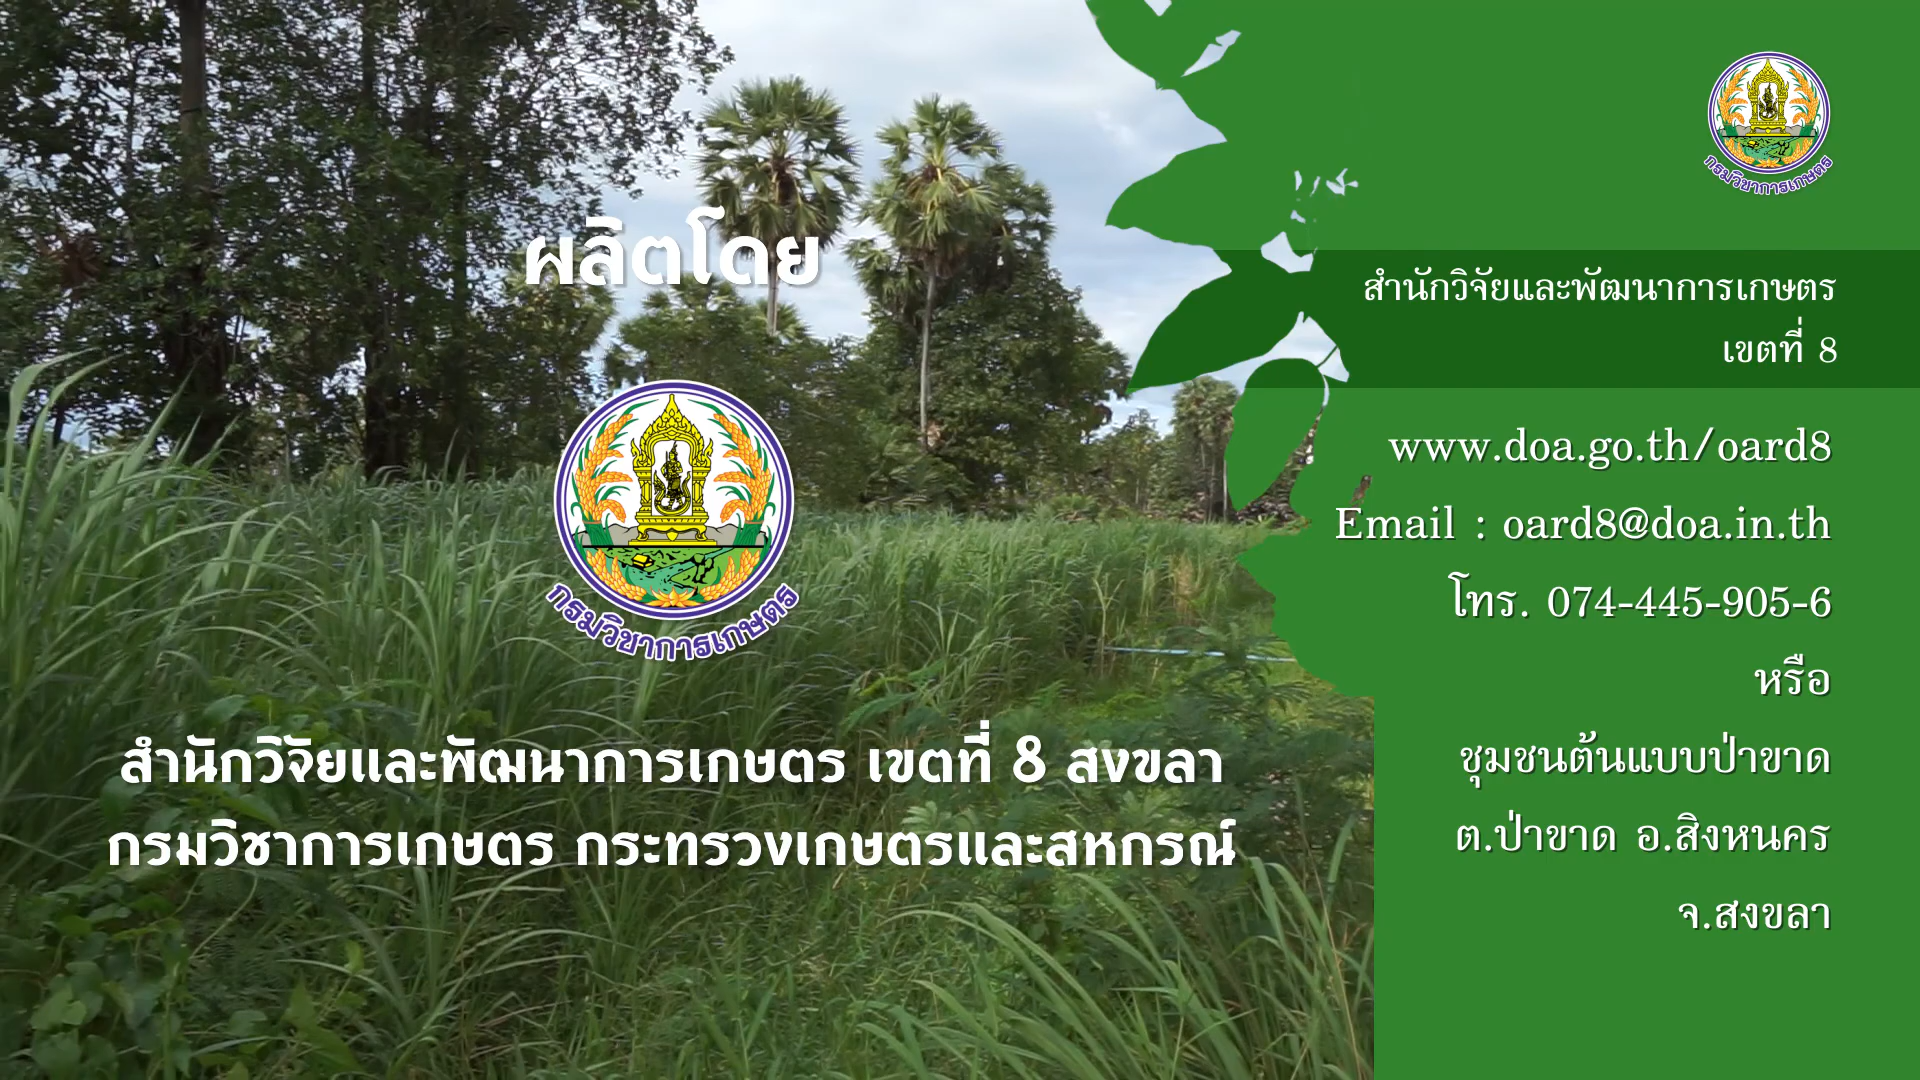 ผลิตโดย
กรมวิชาการเกษตร
สำนักวิจัยและพัฒนาการเกษตร เขตที่ 8 สงขลา
กรมวิชาการเกษตร กระทรวงเกษตรและสหกรณ์
กรมวิชาการเกษตร
สำนักวิจัยและพัฒนาการเกษตร
เขตที่ 8
www.doa.go.th/oard8
Email : oard8@doa.in.th
โทร. 074-445-905-6
หรือ
ชุมชนต้นแบบป่าขาด
ต.ป่าขาด อ.สิงหนคร
จ.สงขลา